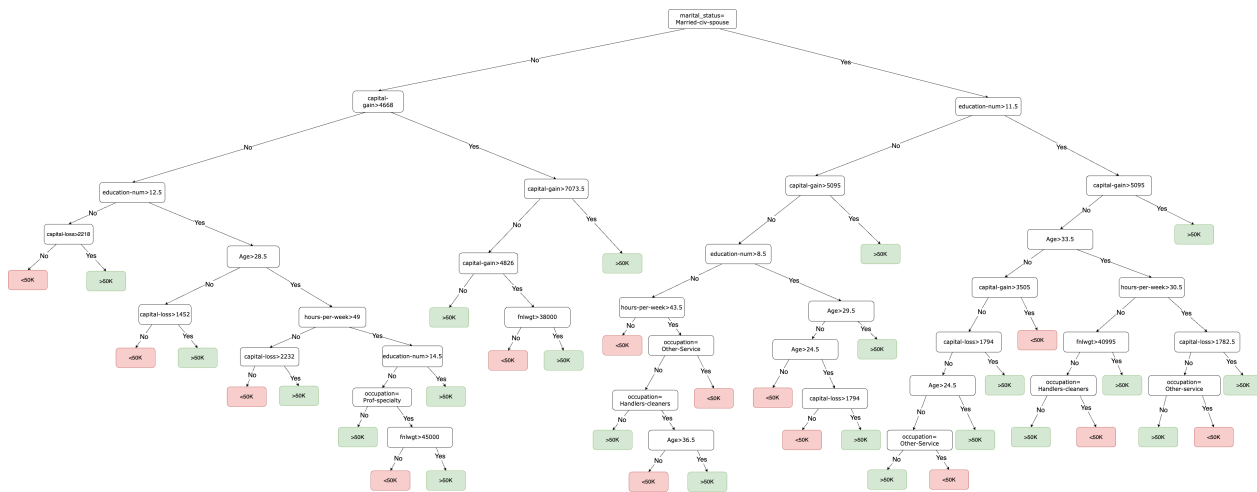 marital_status=
Married-civ-spouse
No
Yes
capital-
gain>4668
education-num>11.5
No
Yes
No
Yes
education-num>12.5
capital-gain>7073.5
capital-gain>5095
capital-gain>5095
No
Yes
No
Yes
No
Yes
No
Yes
capital-loss>2218
Age>28.5
capital-gain>4826
>50K
education-num>8.5
>50K
Age>33.5
>50K
No
Yes
No
Yes
No
Yes
No
Yes
No
Yes
<50K
>50K
capital-loss>1452
hours-per-week>49
>50K
fnlwgt>38000
hours-per-week>43.5
Age>29.5
capital-gain>3505
hours-per-week>30.5
No
Yes
No
Yes
No
Yes
No
Yes
No
Yes
No
Yes
No
Yes
<50K
>50K
capital-loss>2232
education-num>14.5
<50K
>50K
<50K
occupation=
Other-Service
Age>24.5
>50K
capital-loss>1794
<50K
fnlwgt>40995
capital-loss>1782.5
No
Yes
No
Yes
No
Yes
No
Yes
No
Yes
No
Yes
No
Yes
<50K
>50K
occupation=
Prof-specialty
>50K
occupation=
Handlers-cleaners
<50K
<50K
capital-loss>1794
Age>24.5
>50K
occupation=
Handlers-cleaners
>50K
occupation=
Other-service
>50K
No
Yes
No
Yes
No
Yes
No
Yes
No
Yes
No
Yes
>50K
fnlwgt>45000
>50K
Age>36.5
<50K
>50K
occupation=
Other-Service
>50K
>50K
<50K
>50K
<50K
No
Yes
No
Yes
No
Yes
<50K
>50K
<50K
>50K
>50K
<50K